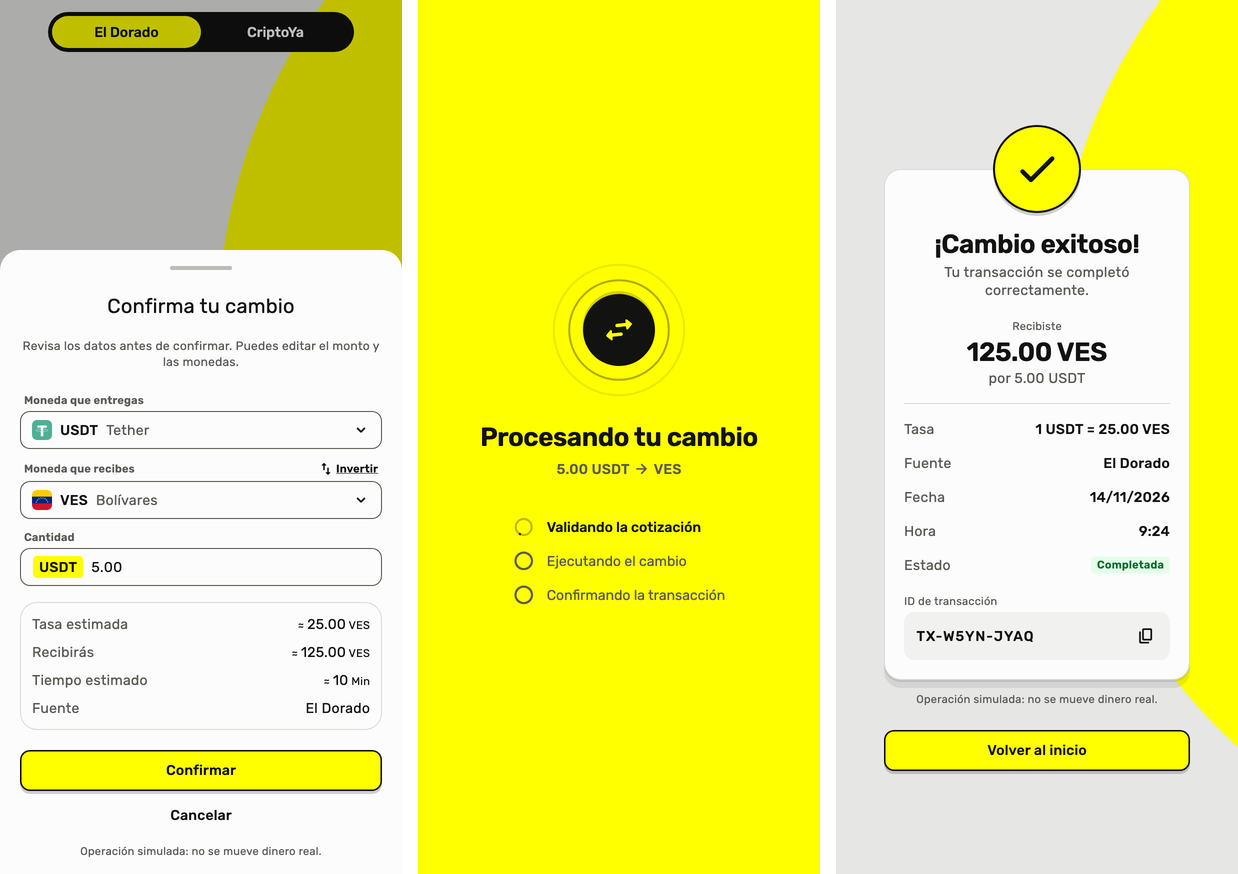 El Dorado
CriptoYa
Confirma tu cambio
Revisa los datos antes de confirmar. Puedes editar el monto y
las monedas.
Moneda que entregas
USDT Tether
Moneda que recibes
Invertir
VES Bolívares
Cantidad
USDT 5.00
Tasa estimada ≈ 25.00 VES
Recibirás ≈ 125.00 VES
Tiempo estimado ≈ 10 Min
Fuente El Dorado
Confirmar
Cancelar
Operación simulada: no se mueve dinero real.
Procesando tu cambio
5.00 USDT → VES
Validando la cotización
Ejecutando el cambio
Confirmando la transacción
¡Cambio exitoso!
Tu transacción se completó
correctamente.
Recibiste
125.00 VES
por 5.00 USDT
Tasa 1 USDT = 25.00 VES
Fuente El Dorado
Fecha 14/11/2026
Hora 9:24
Estado Completada
ID de transacción
TX-W5YN-JYAQ
Operación simulada: no se mueve dinero real.
Volver al inicio